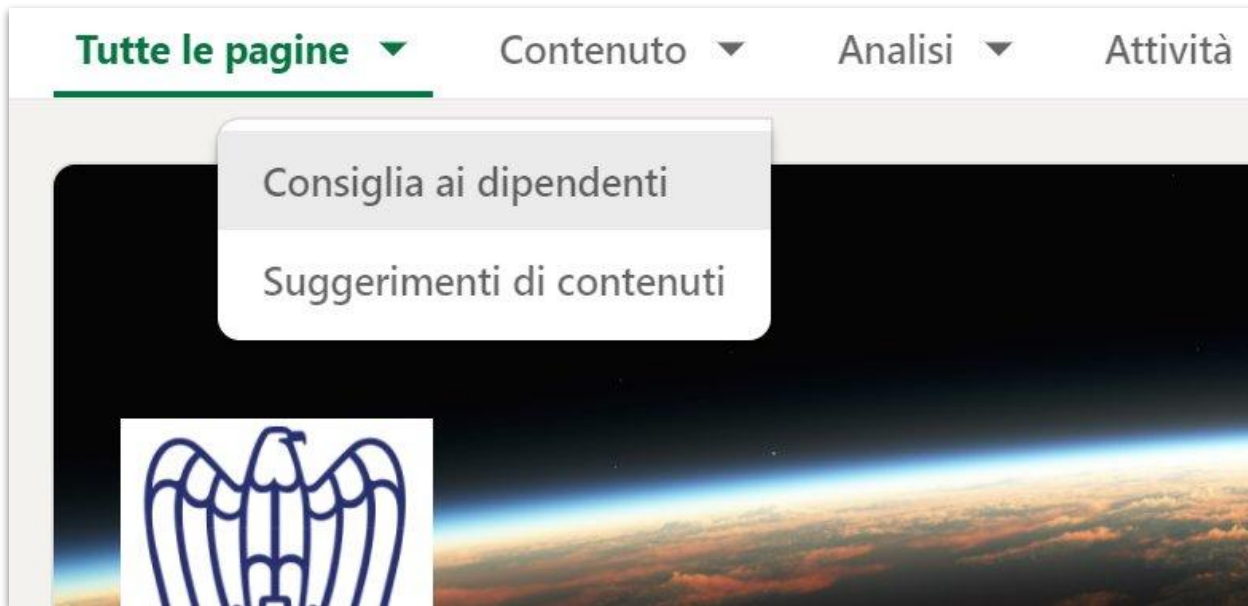 Tutte le pagine Contenuto Analisi Attività
Consiglia ai dipendenti
Suggerimenti di contenuti